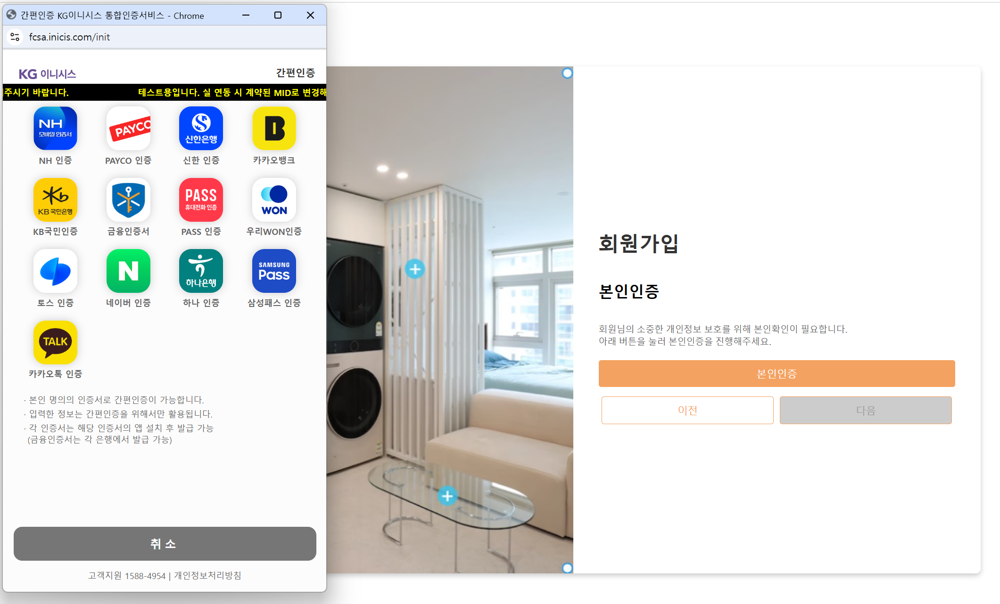 간편인증 KG이니시스 통합인증서비스 - Chrome
fcsa.inicis.com/init
KG 이니시스
간편인증
주시기 바랍니다.
테스트용입니다. 실 연동 시 계약된 MID로 변경해
NH
모바일 인증서
PAYCO
신한은행
B
NH 인증
PAYCO 인증
신한 인증
카카오뱅크
Kb
KB 국민은행
PASS
휴대전화 인증
WON
KB국민인증
금융인증서
PASS 인증
우리WON인증
N
하나은행
SAMSUNG
Pass
토스 인증
네이버 인증
하나 인증
삼성패스 인증
TALK
카카오톡 인증
· 본인 명의의 인증서로 간편인증이 가능합니다.
· 입력한 정보는 간편인증을 위해서만 활용됩니다.
· 각 인증서는 해당 인증서의 앱 설치 후 발급 가능
(금융인증서는 각 은행에서 발급 가능)
취 소
고객지원 1588-4954 | 개인정보처리방침
회원가입
본인인증
회원님의 소중한 개인정보 보호를 위해 본인확인이 필요합니다.
아래 버튼을 눌러 본인인증을 진행해주세요.
본인인증
이전
다음